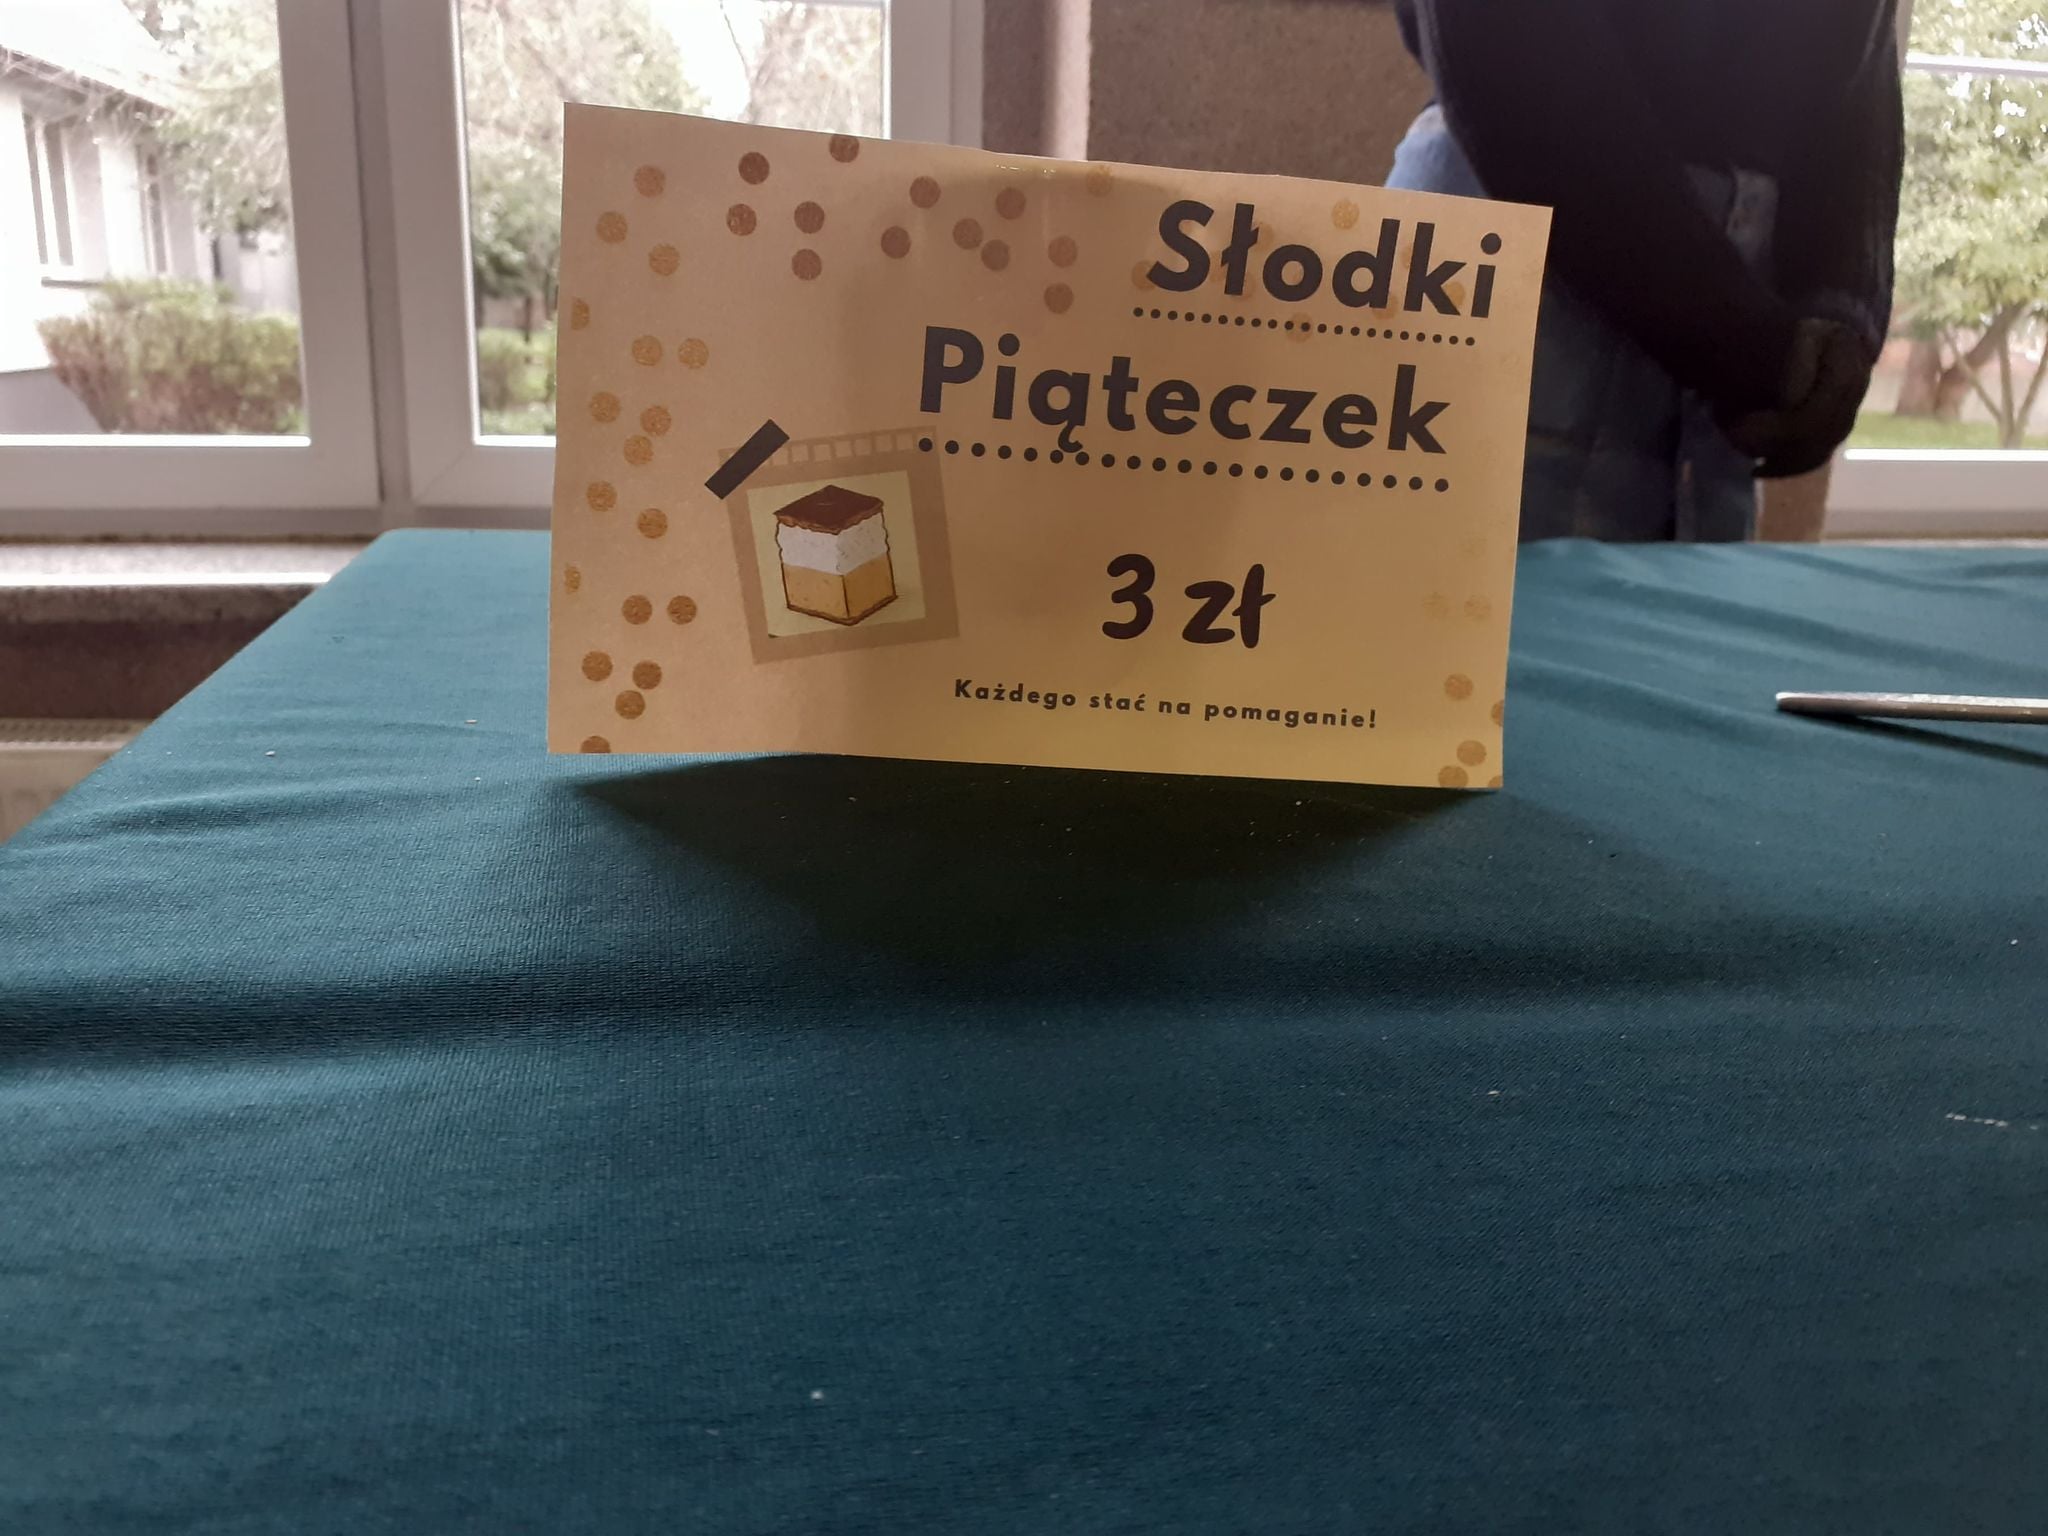 Słodki
Piąteczek
3 zł
Każdego stać na pomaganie!